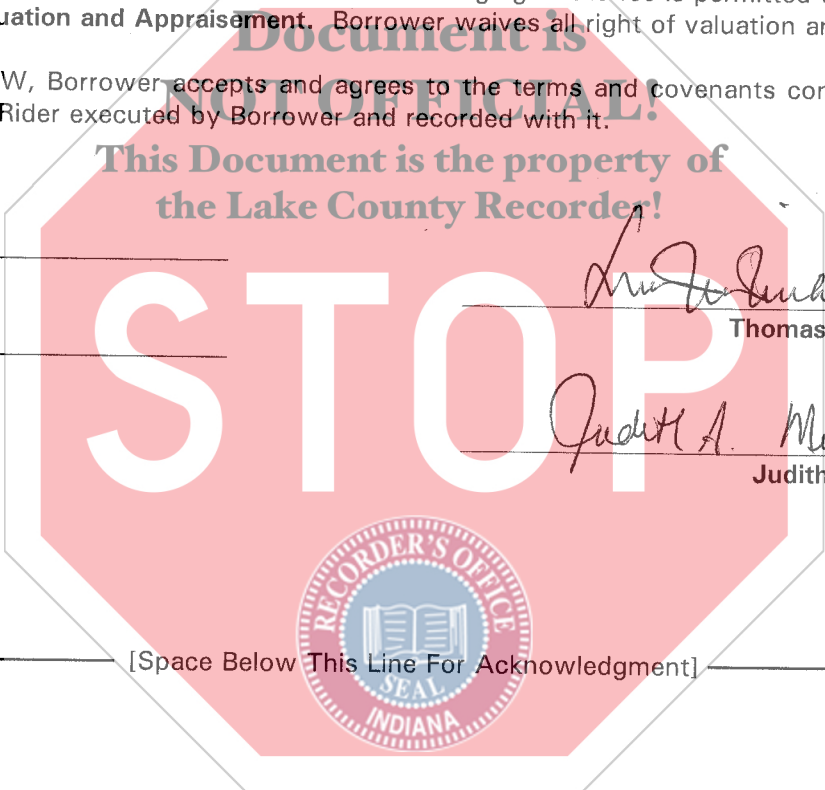 uation and Appraisement. Borrower waives all right of valuation a
Document is
W, Borrower accepts and agrees to the terms and covenants con
NOT OFFICIAL!
Rider executed by Borrower and recorded with it.
This Document is the property of
the Lake County Recorder!
STOP
Thomas
Judith A. M
Judith
RECORDER'S OFFICE
[Space Below This Line For Acknowledgment]
SEAL
INDIANA